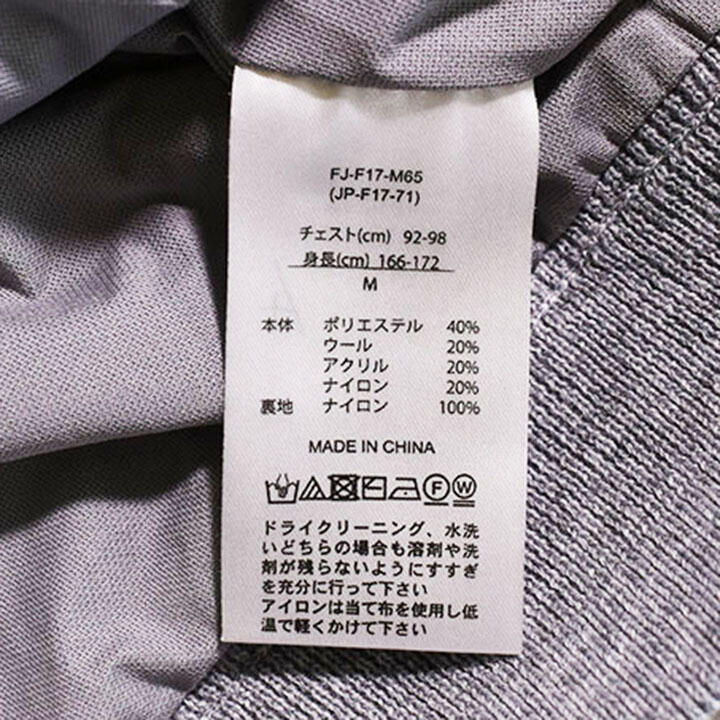 FJ-F17-M65
(JP-F17-71)
チェスト(cm) 92-98
身長(cm) 166-172
M
本体 ポリエステル 40%
ウール 20%
アクリル 20%
ナイロン 20%
裏地 ナイロン 100%
MADE IN CHINA
F W
ドライクリーニング、水洗
いどちらの場合も溶剤や洗
剤が残らないようにすすぎ
を充分に行って下さい
アイロンは当て布を使用し低
温で軽くかけて下さい